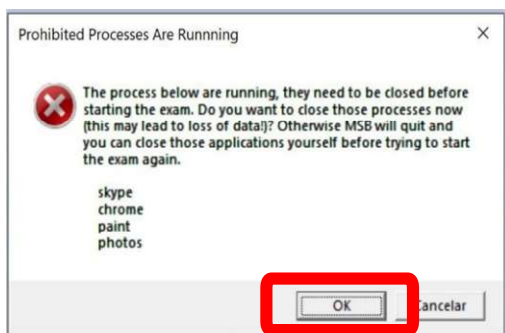 Prohibited Processes Are Runnning
The process below are running, they need to be closed before
starting the exam. Do you want to close those processes now
(this may lead to loss of data!)? Otherwise MSB will quit and
you can close those applications yourself before trying to start
the exam again.
skype
chrome
paint
photos
OK
Cancelar